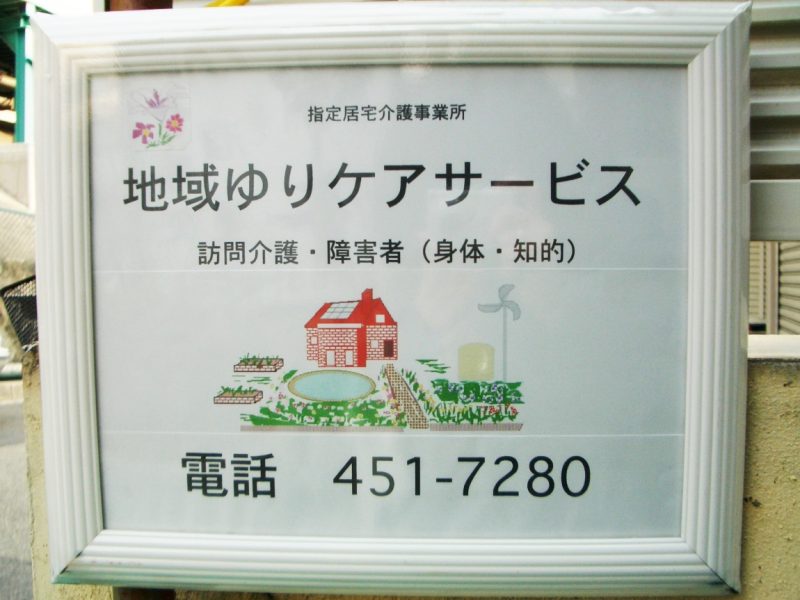 指定居宅介護事業所
地域ゆりケアサービス
訪問介護・障害者（身体・知的）
電話　451-7280